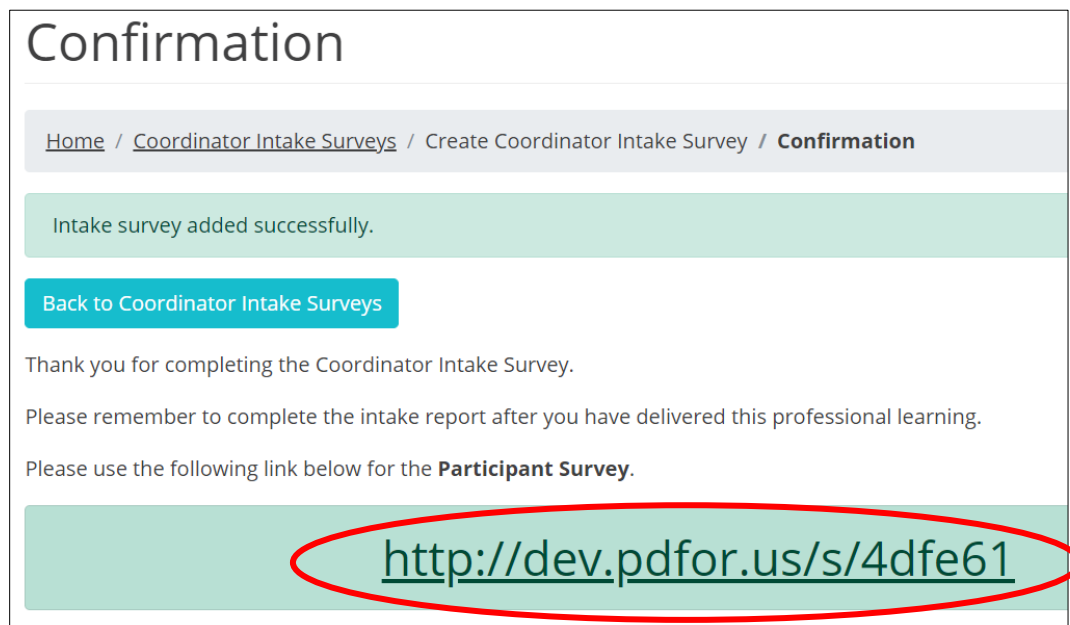 Confirmation
Home / Coordinator Intake Surveys / Create Coordinator Intake Survey / Confirmation
Intake survey added successfully.
Back to Coordinator Intake Surveys
Thank you for completing the Coordinator Intake Survey.
Please remember to complete the intake report after you have delivered this professional learning.
Please use the following link below for the Participant Survey.
http://dev.pdfor.us/s/4dfe61